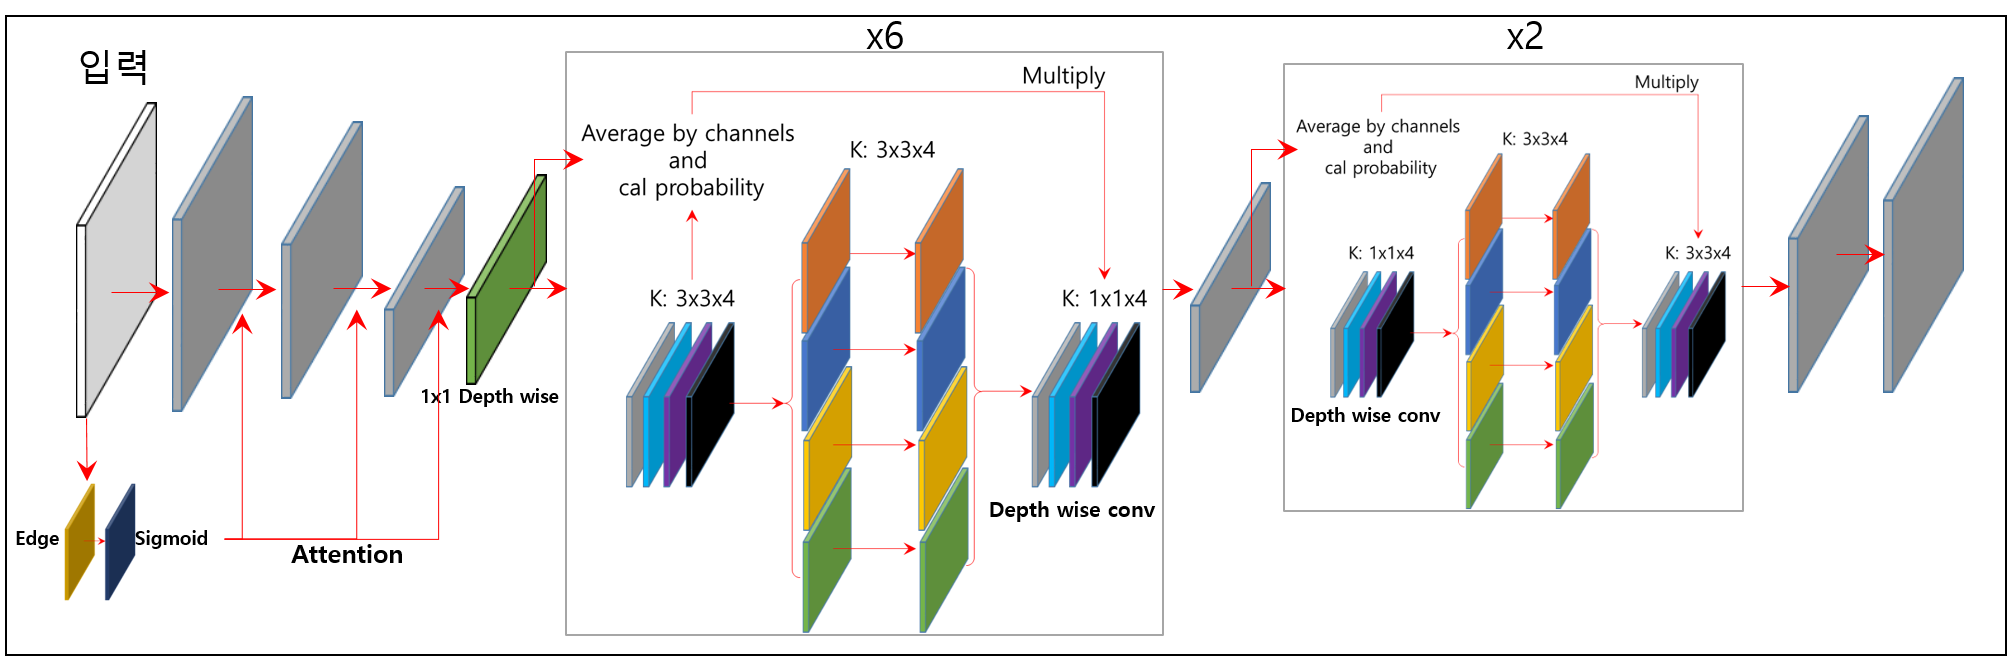 입력
1x1 Depth wise
Edge
Sigmoid
Attention
x6
Multiply
Average by channels
and
cal probability
K: 3x3x4
K: 3x3x4
K: 1x1x4
Depth wise conv
x2
Multiply
Average by channels
and
cal probability
K: 3x3x4
K: 1x1x4
K: 3x3x4
Depth wise conv